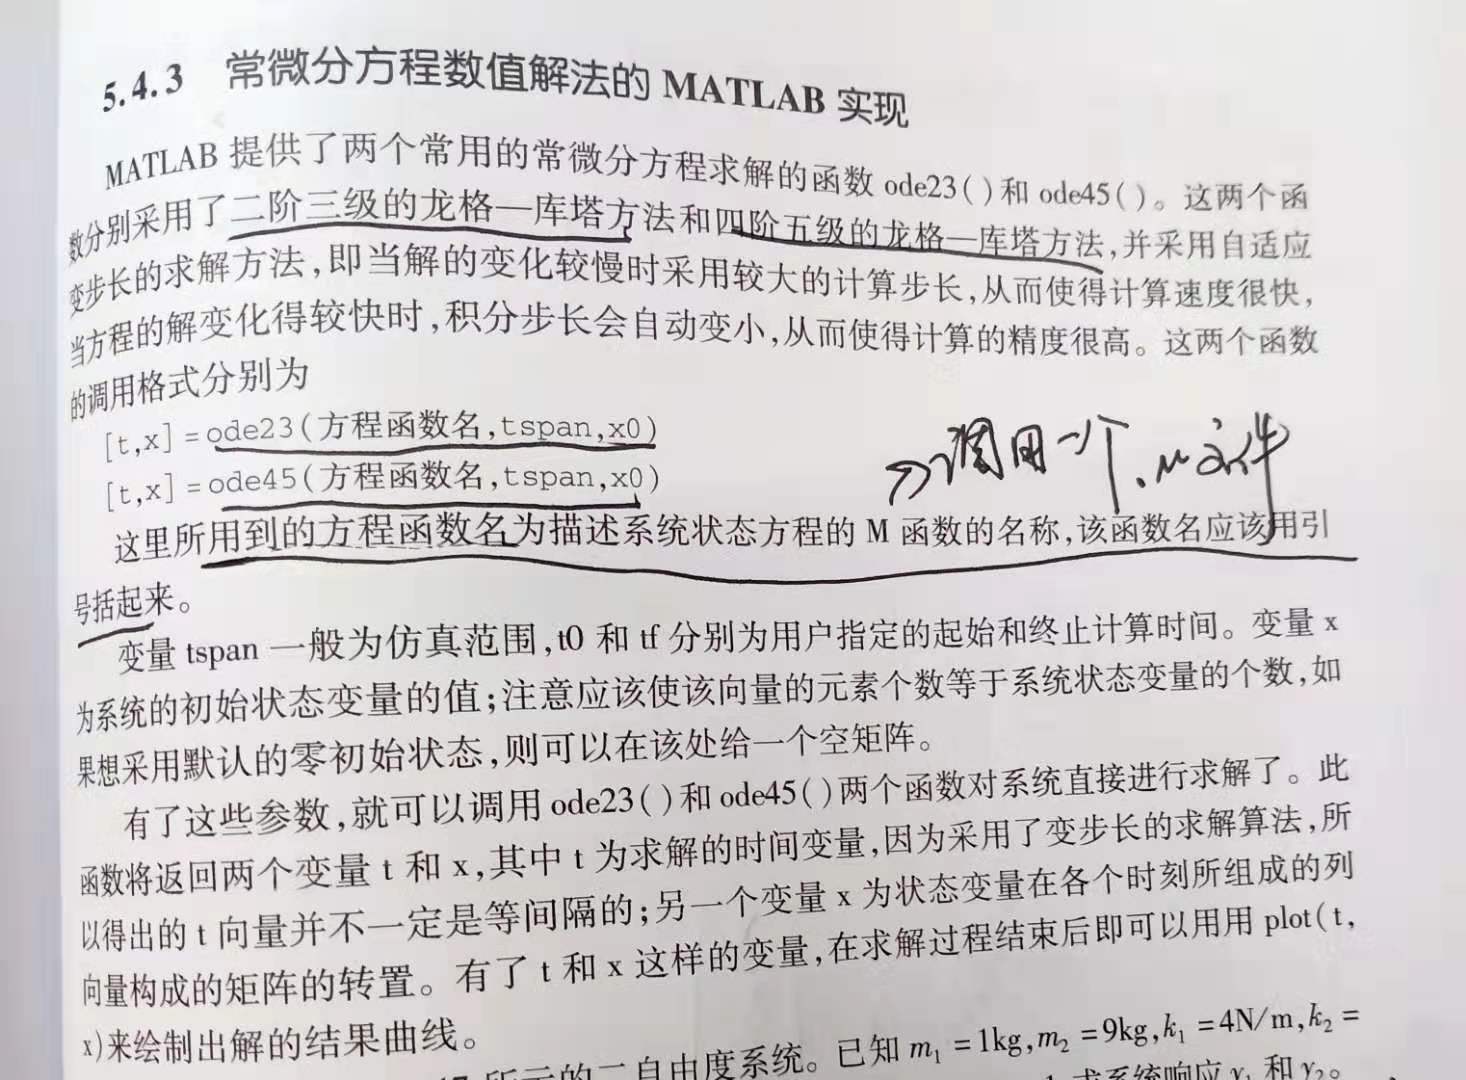 5.4.3 常微分方程数值解法的 MATLAB 实现
MATLAB 提供了两个常用的常微分方程求解的函数 ode23()和 ode45()。这两个函
数分别采用了二阶三级的龙格—库塔方法和四阶五级的龙格—库塔方法,并采用自适应
变步长的求解方法,即当解的变化较慢时采用较大的计算步长,从而使得计算速度很快,
当方程的解变化得较快时,积分步长会自动变小,从而使得计算的精度很高。这两个函数
的调用格式分别为
[t,x]=ode23(方程函数名,tspan,x0)
[t,x]=ode45(方程函数名,tspan,x0)
→调用一个.m文件
这里所用到的方程函数名为描述系统状态方程的 M 函数的名称,该函数名应该用引
号括起来。
变量 tspan 一般为仿真范围,t0 和 tf 分别为用户指定的起始和终止计算时间。变量 x
为系统的初始状态变量的值;注意应该使该向量的元素个数等于系统状态变量的个数,如
果想采用默认的零初始状态,则可以在该处给一个空矩阵。
有了这些参数,就可以调用 ode23()和 ode45()两个函数对系统直接进行求解了。此
函数将返回两个变量 t 和 x,其中 t 为求解的时间变量,因为采用了变步长的求解算法,所
以得出的 t 向量并不一定是等间隔的;另一个变量 x 为状态变量在各个时刻所组成的列
向量构成的矩阵的转置。有了 t 和 x 这样的变量,在求解过程结束后即可以用用 plot(t,
x)来绘制出解的结果曲线。
所示的二自由度系统。已知 m₁ =1kg,m₂ =9kg,k₁ =4N/m,k₂ =
求系统响应 y₁ 和 y₂。